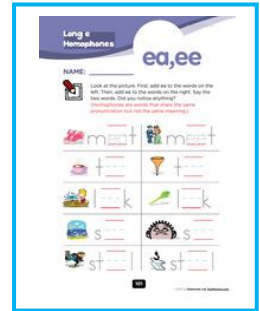 Long e
Homophones
ea,ee
NAME:
Look at the picture. First, add ea to the words on the
left. Then, add ee to the words on the right. Say the
two words. Did you notice anything?
(Homophones are words that share the same
pronunciation but not the same meaning.)
meat meet
t t
l k l k
s s
st l st l
101